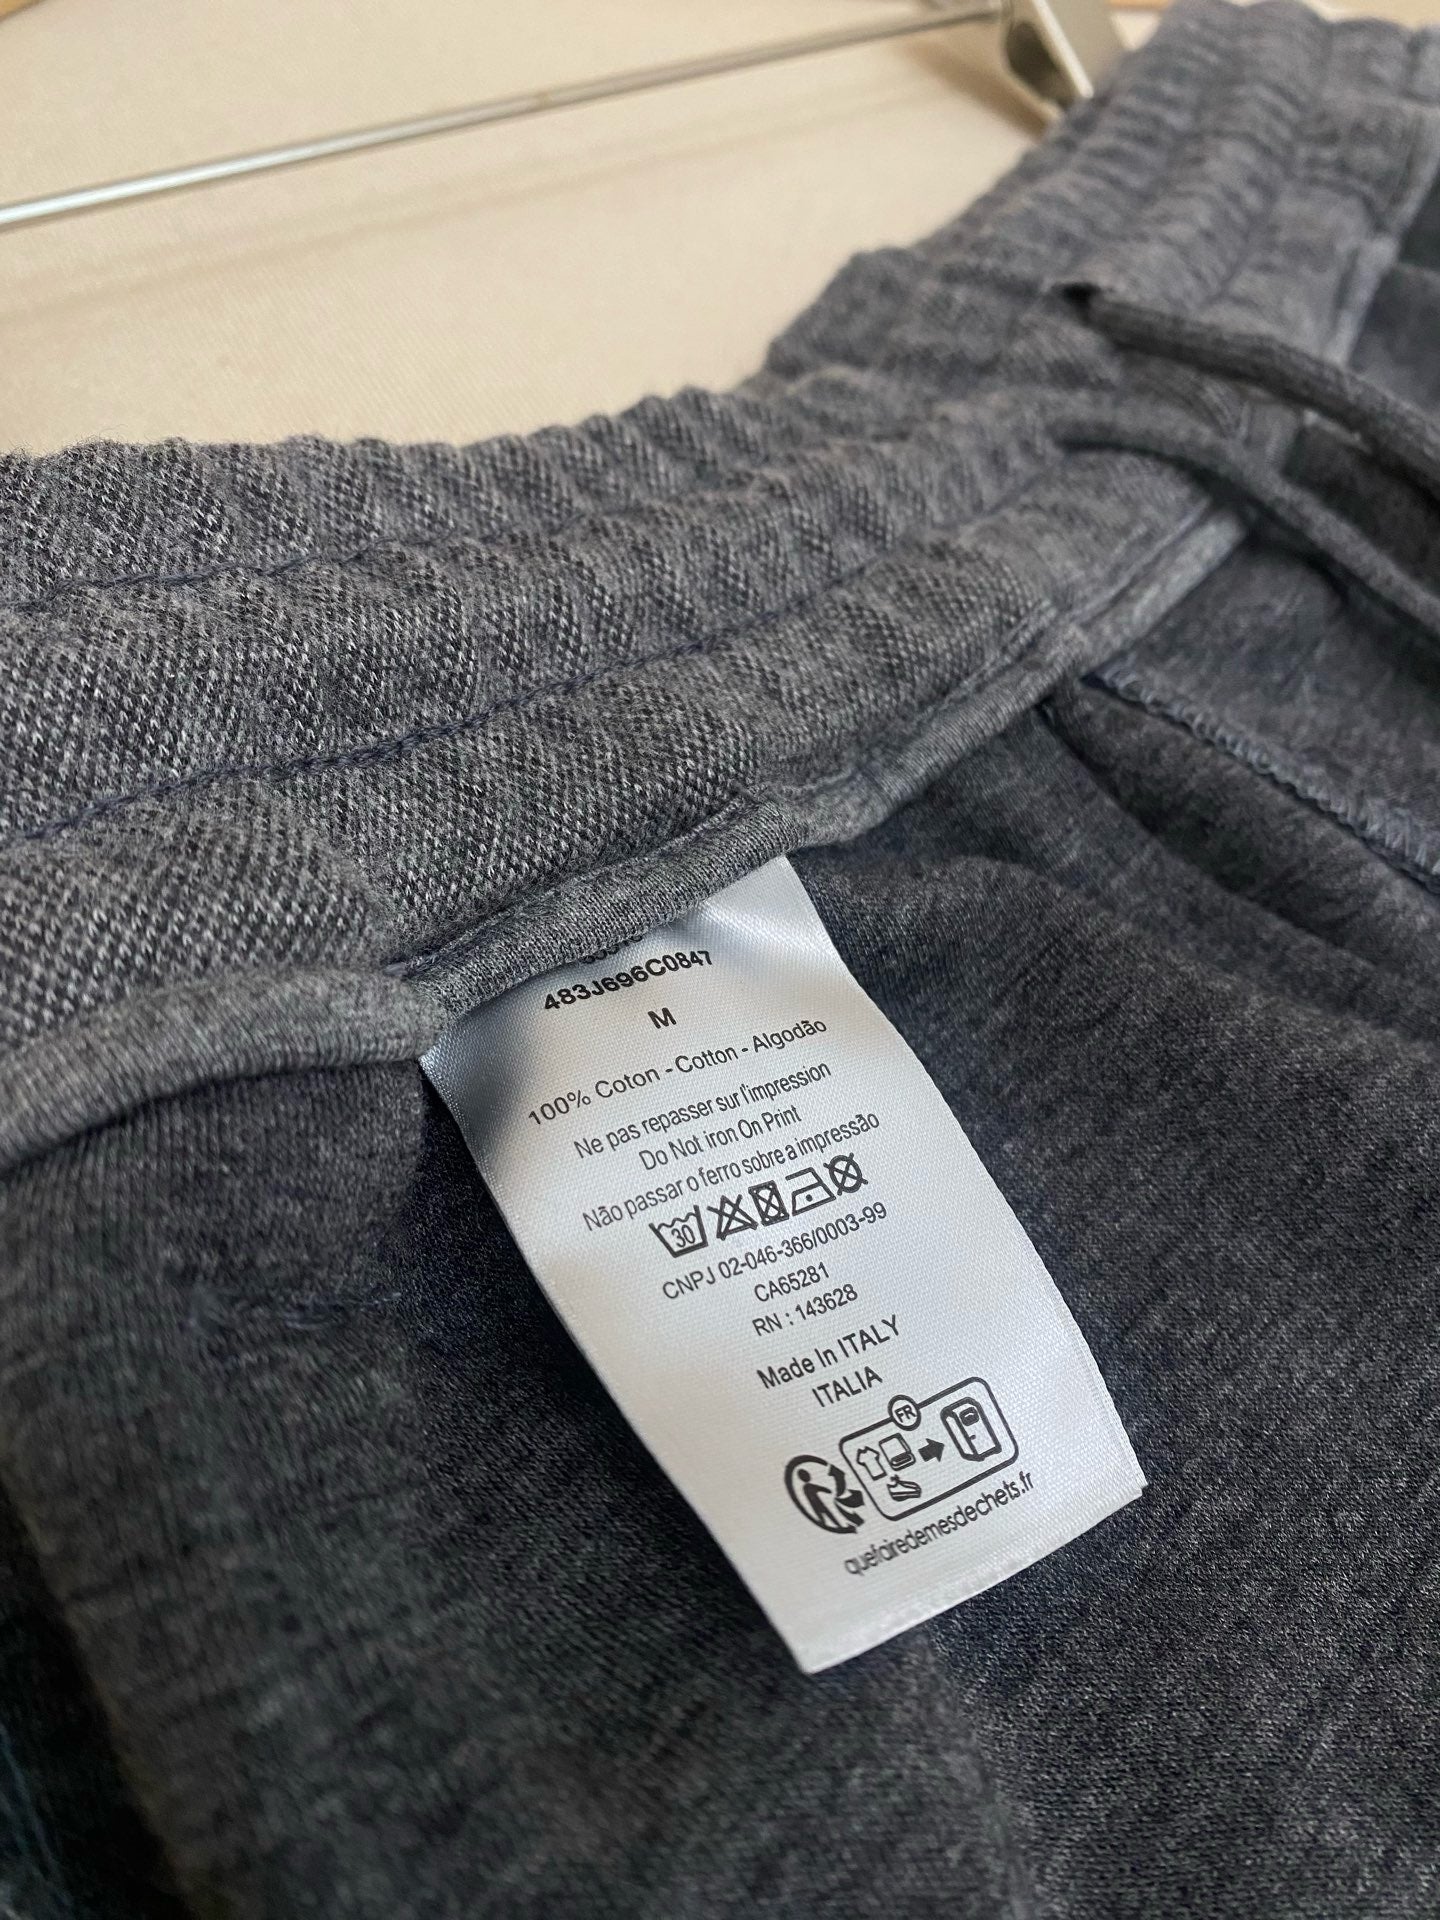 483J696C0847
M
100% Coton - Cotton - Algodão
Ne pas repasser sur l'impression
Do Not iron On Print
Não passar o ferro sobre a impressão
30
CNPJ 02-046-366/0003-99
CA65281
RN : 143628
Made In ITALY
ITALIA
FR
quefairedemesdechets.fr